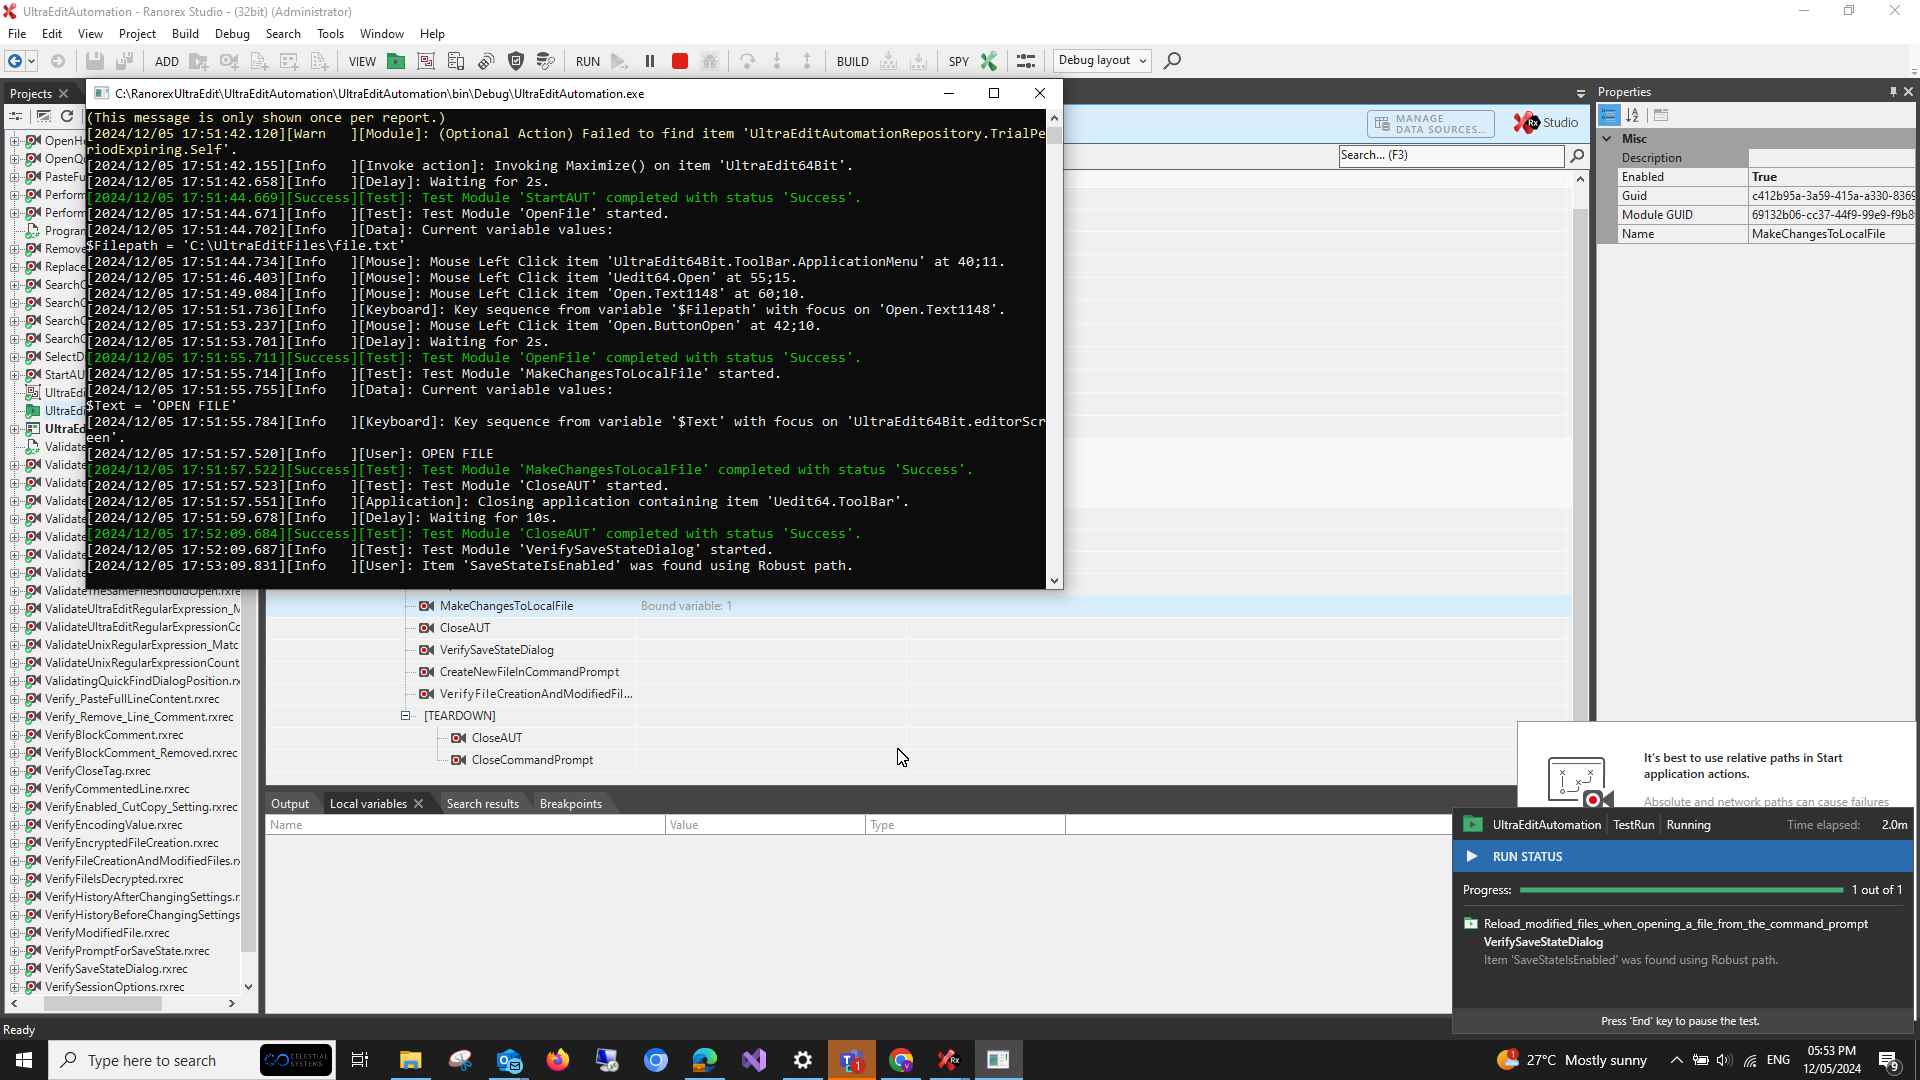 UltraEditAutomation - Ranorex Studio - (32bit) (Administrator)
File Edit View Project Build Debug Search Tools Window Help
ADD VIEW RUN BUILD SPY Debug layout
Projects
C:\RanorexUltraEdit\UltraEditAutomation\UltraEditAutomation\bin\Debug\UltraEditAutomation.exe
(This message is only shown once per report.)
[2024/12/05 17:51:42.120][Warn   ][Module]: (Optional Action) Failed to find item 'UltraEditAutomationRepository.TrialPe
riodExpiring.Self'.
[2024/12/05 17:51:42.155][Info   ][Invoke action]: Invoking Maximize() on item 'UltraEdit64Bit'.
[2024/12/05 17:51:42.658][Info   ][Delay]: Waiting for 2s.
[2024/12/05 17:51:44.669][Success][Test]: Test Module 'StartAUT' completed with status 'Success'.
[2024/12/05 17:51:44.671][Info   ][Test]: Test Module 'OpenFile' started.
[2024/12/05 17:51:44.702][Info   ][Data]: Current variable values:
$Filepath = 'C:\UltraEditFiles\file.txt'
[2024/12/05 17:51:44.734][Info   ][Mouse]: Mouse Left Click item 'UltraEdit64Bit.ToolBar.ApplicationMenu' at 40;11.
[2024/12/05 17:51:46.403][Info   ][Mouse]: Mouse Left Click item 'Uedit64.Open' at 55;15.
[2024/12/05 17:51:49.084][Info   ][Mouse]: Mouse Left Click item 'Open.Text1148' at 60;10.
[2024/12/05 17:51:51.736][Info   ][Keyboard]: Key sequence from variable '$Filepath' with focus on 'Open.Text1148'.
[2024/12/05 17:51:53.237][Info   ][Mouse]: Mouse Left Click item 'Open.ButtonOpen' at 42;10.
[2024/12/05 17:51:53.701][Info   ][Delay]: Waiting for 2s.
[2024/12/05 17:51:55.711][Success][Test]: Test Module 'OpenFile' completed with status 'Success'.
[2024/12/05 17:51:55.714][Info   ][Test]: Test Module 'MakeChangesToLocalFile' started.
[2024/12/05 17:51:55.755][Info   ][Data]: Current variable values:
$Text = 'OPEN FILE'
[2024/12/05 17:51:55.784][Info   ][Keyboard]: Key sequence from variable '$Text' with focus on 'UltraEdit64Bit.editorScr
een'.
[2024/12/05 17:51:57.520][Info   ][User]: OPEN FILE
[2024/12/05 17:51:57.522][Success][Test]: Test Module 'MakeChangesToLocalFile' completed with status 'Success'.
[2024/12/05 17:51:57.523][Info   ][Test]: Test Module 'CloseAUT' started.
[2024/12/05 17:51:57.551][Info   ][Application]: Closing application containing item 'Uedit64.ToolBar'.
[2024/12/05 17:51:59.678][Info   ][Delay]: Waiting for 10s.
[2024/12/05 17:52:09.684][Success][Test]: Test Module 'CloseAUT' completed with status 'Success'.
[2024/12/05 17:52:09.687][Info   ][Test]: Test Module 'VerifySaveStateDialog' started.
[2024/12/05 17:53:09.831][Info   ][User]: Item 'SaveStateIsEnabled' was found using Robust path.
OpenH
OpenQ
PasteFu
Perform
Perform
Program
Remove
Replace
SearchC
SearchC
SearchC
SearchC
SelectD
StartAU
UltraEdi
UltraEdi
UltraEd
Validate
Validate
Validate
Validate
Validate
Validate
Validate
Validate
ValidateTheSameFileShouldOpen.rxre
ValidateUltraEditRegularExpression_M
ValidateUltraEditRegularExpressionCo
ValidateUnixRegularExpression_Matc
ValidateUnixRegularExpressionCount
ValidatingQuickFindDialogPosition.rx
Verify_PasteFullLineContent.rxrec
Verify_Remove_Line_Comment.rxrec
VerifyBlockComment.rxrec
VerifyBlockComment_Removed.rxrec
VerifyCloseTag.rxrec
VerifyCommentedLine.rxrec
VerifyEnabled_CutCopy_Setting.rxrec
VerifyEncodingValue.rxrec
VerifyEncryptedFileCreation.rxrec
VerifyFileCreationAndModifiedFiles.rx
VerifyFileIsDecrypted.rxrec
VerifyHistoryAfterChangingSettings.r
VerifyHistoryBeforeChangingSettings
VerifyModifiedFile.rxrec
VerifyPromptForSaveState.rxrec
VerifySaveStateDialog.rxrec
VerifySessionOptions.rxrec
MANAGE
DATA SOURCES...
Rx Studio
Search... (F3)
MakeChangesToLocalFile Bound variable: 1
CloseAUT
VerifySaveStateDialog
CreateNewFileInCommandPrompt
VerifyFileCreationAndModifiedFil...
[TEARDOWN]
CloseAUT
CloseCommandPrompt
Output Local variables Search results Breakpoints
Name Value Type
Properties
Misc
Description
Enabled True
Guid c412b95a-3a59-415a-a330-8369
Module GUID 69132b06-cc37-44f9-99e9-f9b8
Name MakeChangesToLocalFile
It's best to use relative paths in Start
application actions.
Absolute and network paths can cause failures
UltraEditAutomation TestRun Running Time elapsed: 2.0m
RUN STATUS
Progress: 1 out of 1
Reload_modified_files_when_opening_a_file_from_the_command_prompt
VerifySaveStateDialog
Item 'SaveStateIsEnabled' was found using Robust path.
Press 'End' key to pause the test.
Ready
Type here to search
CELESTIAL
SYSTEMS
27°C Mostly sunny
ENG
05:53 PM
12/05/2024
9